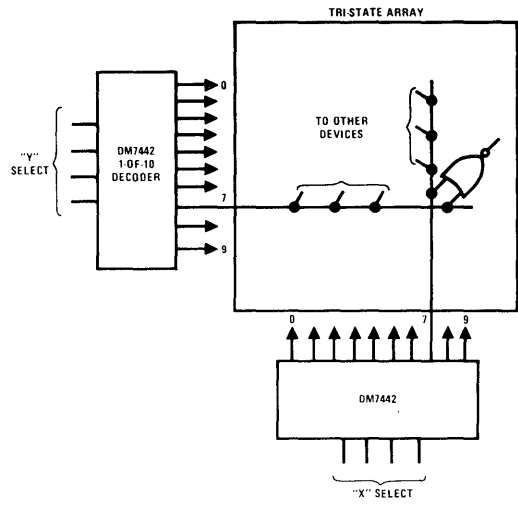 TRI-STATE ARRAY
0
TO OTHER
DEVICES
"Y"
SELECT
DM7442
1-OF-10
DECODER
7
9
0
7
9
DM7442
"X" SELECT